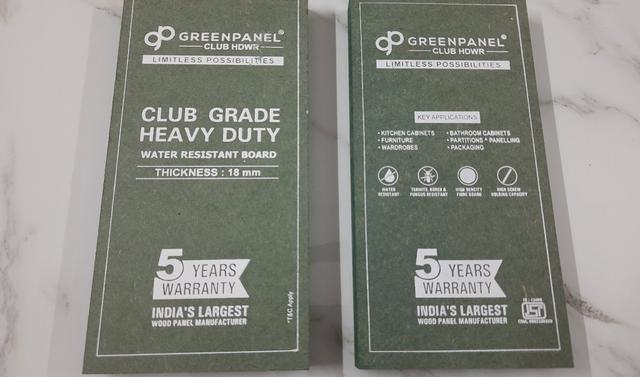 GREENPANEL®
CLUB HDWR
LIMITLESS POSSIBILITIES
CLUB GRADE
HEAVY DUTY
WATER RESISTANT BOARD
THICKNESS : 18 mm
5 YEARS
WARRANTY
INDIA'S LARGEST
WOOD PANEL MANUFACTURER
*T&C Apply
GREENPANEL®
CLUB HDWR
LIMITLESS POSSIBILITIES
KEY APPLICATIONS
• KITCHEN CABINETS • BATHROOM CABINETS
• FURNITURE • PARTITIONS * PANELLING
• WARDROBES • PACKAGING
WATER RESISTANT
TERMITE, BORER & FUNGUS RESISTANT
HIGH DENSITY FIBRE BOARD
HIGH SCREW HOLDING CAPACITY
5 YEARS
WARRANTY
INDIA'S LARGEST
WOOD PANEL MANUFACTURER
ISI